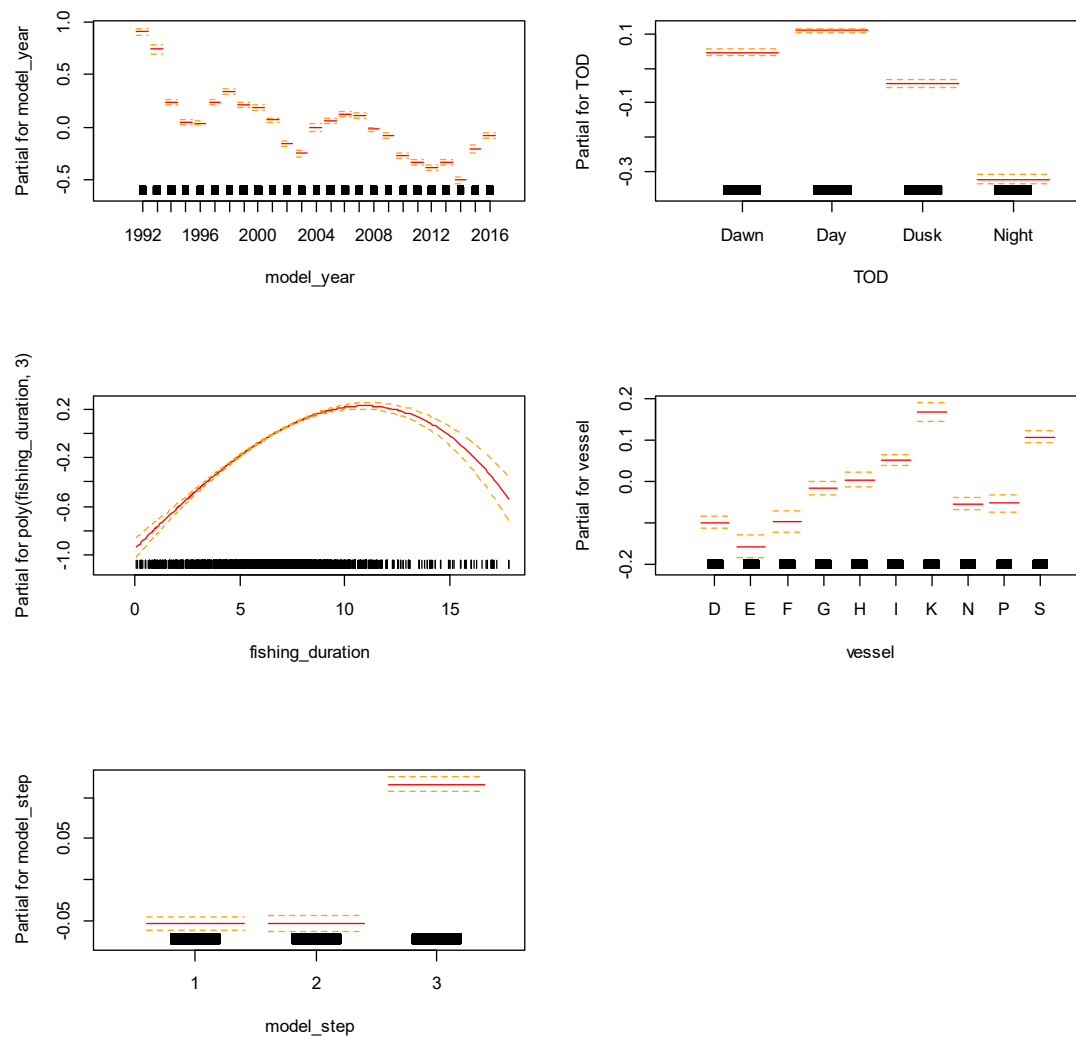 Partial for model_year
1.0
0.5
0.0
-0.5
1992 1996 2000 2004 2008 2012 2016
model_year
Partial for TOD
0.1
-0.1
-0.3
Dawn Day Dusk Night
TOD
Partial for poly(fishing_duration, 3)
0.2
-0.2
-0.6
-1.0
0 5 10 15
fishing_duration
Partial for vessel
0.2
0.1
0.0
-0.2
D E F G H I K N P S
vessel
Partial for model_step
0.05
-0.05
1 2 3
model_step